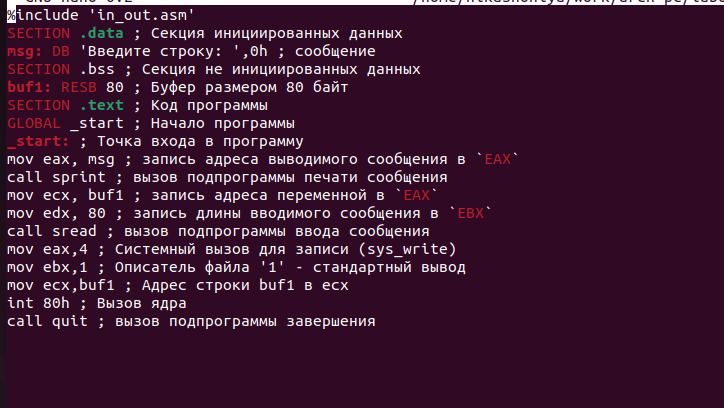 %include 'in_out.asm'
SECTION .data ; Секция инициированных данных
msg: DB 'Введите строку: ',0h ; сообщение
SECTION .bss ; Секция не инициированных данных
buf1: RESB 80 ; Буфер размером 80 байт
SECTION .text ; Код программы
GLOBAL _start ; Начало программы
_start: ; Точка входа в программу
mov eax, msg ; запись адреса выводимого сообщения в `EAX`
call sprint ; вызов подпрограммы печати сообщения
mov ecx, buf1 ; запись адреса переменной в `EAX`
mov edx, 80 ; запись длины вводимого сообщения в `EBX`
call sread ; вызов подпрограммы ввода сообщения
mov eax,4 ; Системный вызов для записи (sys_write)
mov ebx,1 ; Описатель файла '1' - стандартный вывод
mov ecx,buf1 ; Адрес строки buf1 в ecx
int 80h ; Вызов ядра
call quit ; вызов подпрограммы завершения